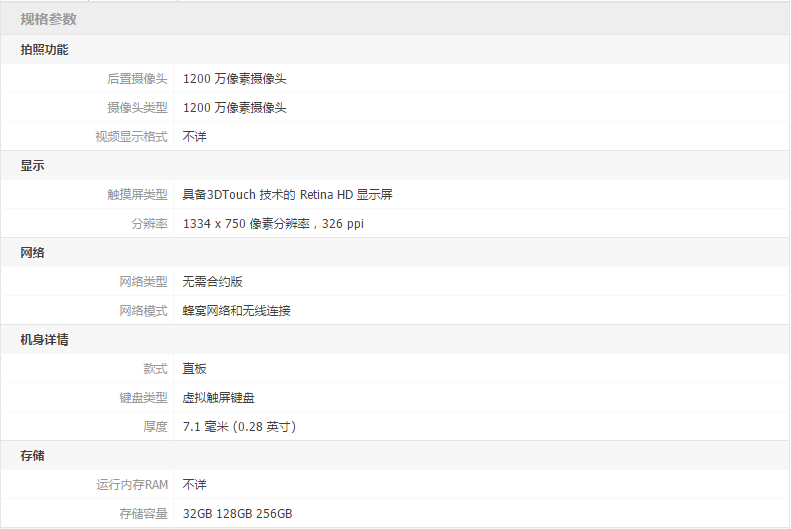 规格参数
拍照功能
后置摄像头 1200 万像素摄像头
摄像头类型 1200 万像素摄像头
视频显示格式 不详
显示
触摸屏类型 具备3DTouch 技术的 Retina HD 显示屏
分辨率 1334 x 750 像素分辨率，326 ppi
网络
网络类型 无需合约版
网络模式 蜂窝网络和无线连接
机身详情
款式 直板
键盘类型 虚拟触屏键盘
厚度 7.1 毫米 (0.28 英寸)
存储
运行内存RAM 不详
存储容量 32GB 128GB 256GB